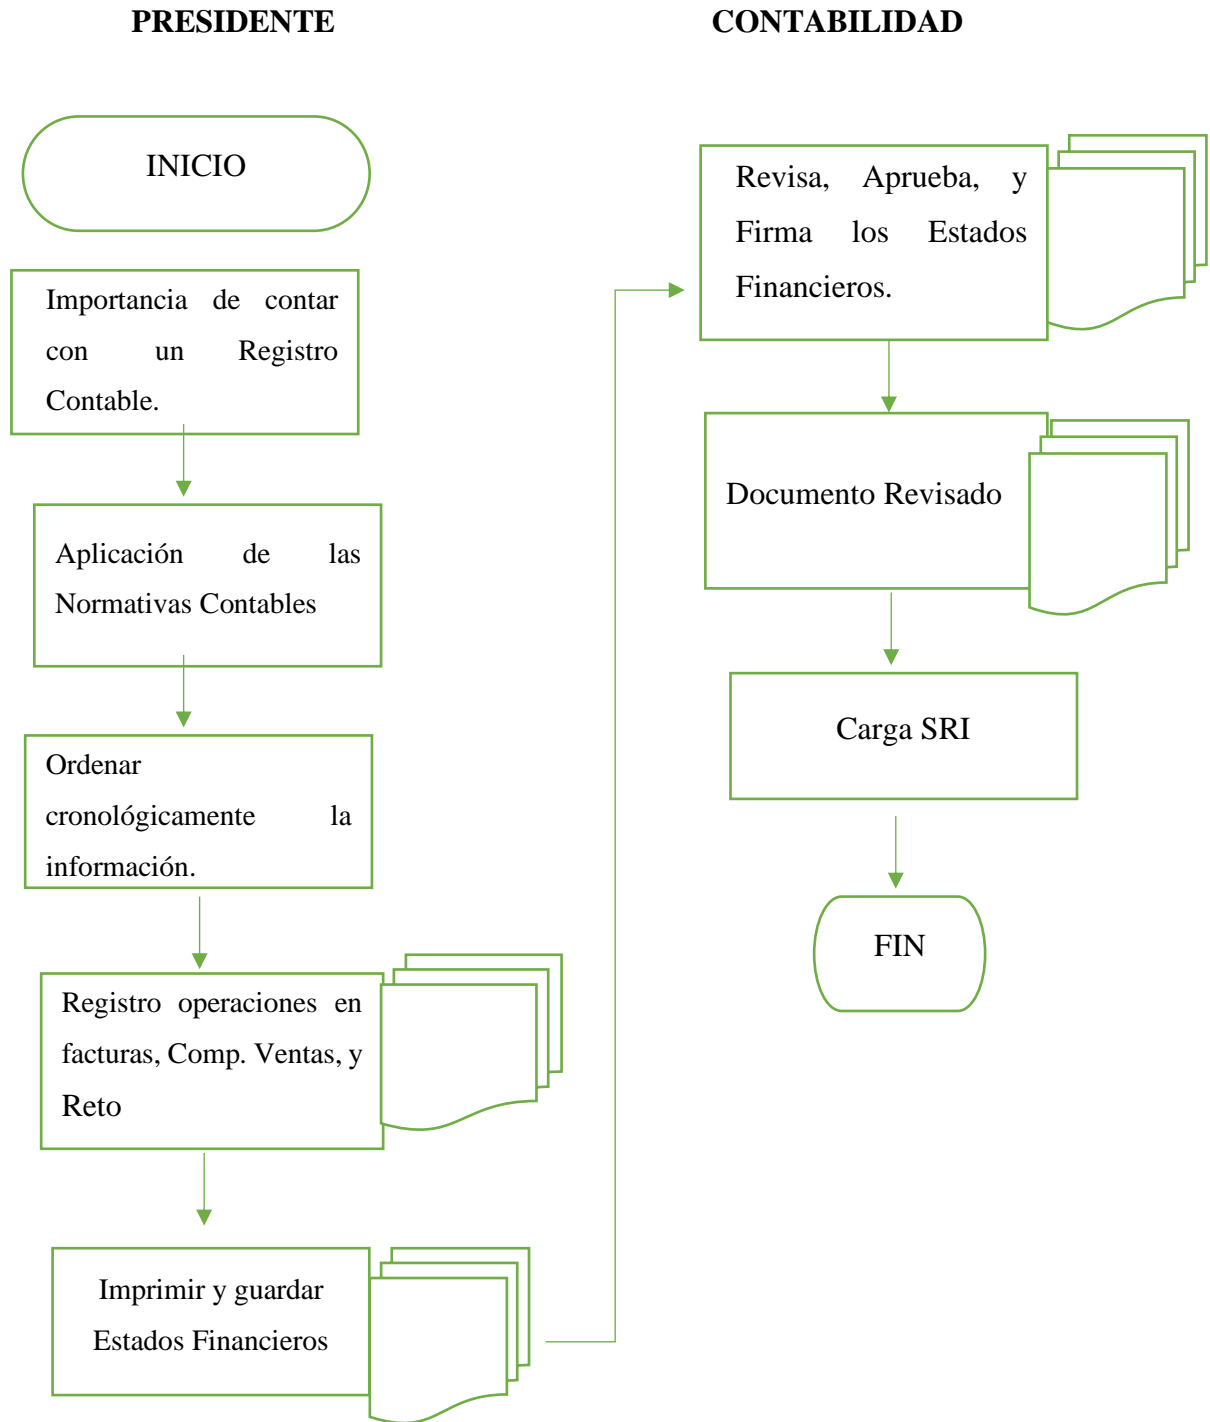 PRESIDENTE
CONTABILIDAD
INICIO
Importancia de contar
con un Registro
Contable.
Aplicación de las
Normativas Contables
Ordenar
cronológicamente la
información.
Registro operaciones en
facturas, Comp. Ventas, y
Reto
Imprimir y guardar
Estados Financieros
Revisa, Aprueba, y
Firma los Estados
Financieros.
Documento Revisado
Carga SRI
FIN